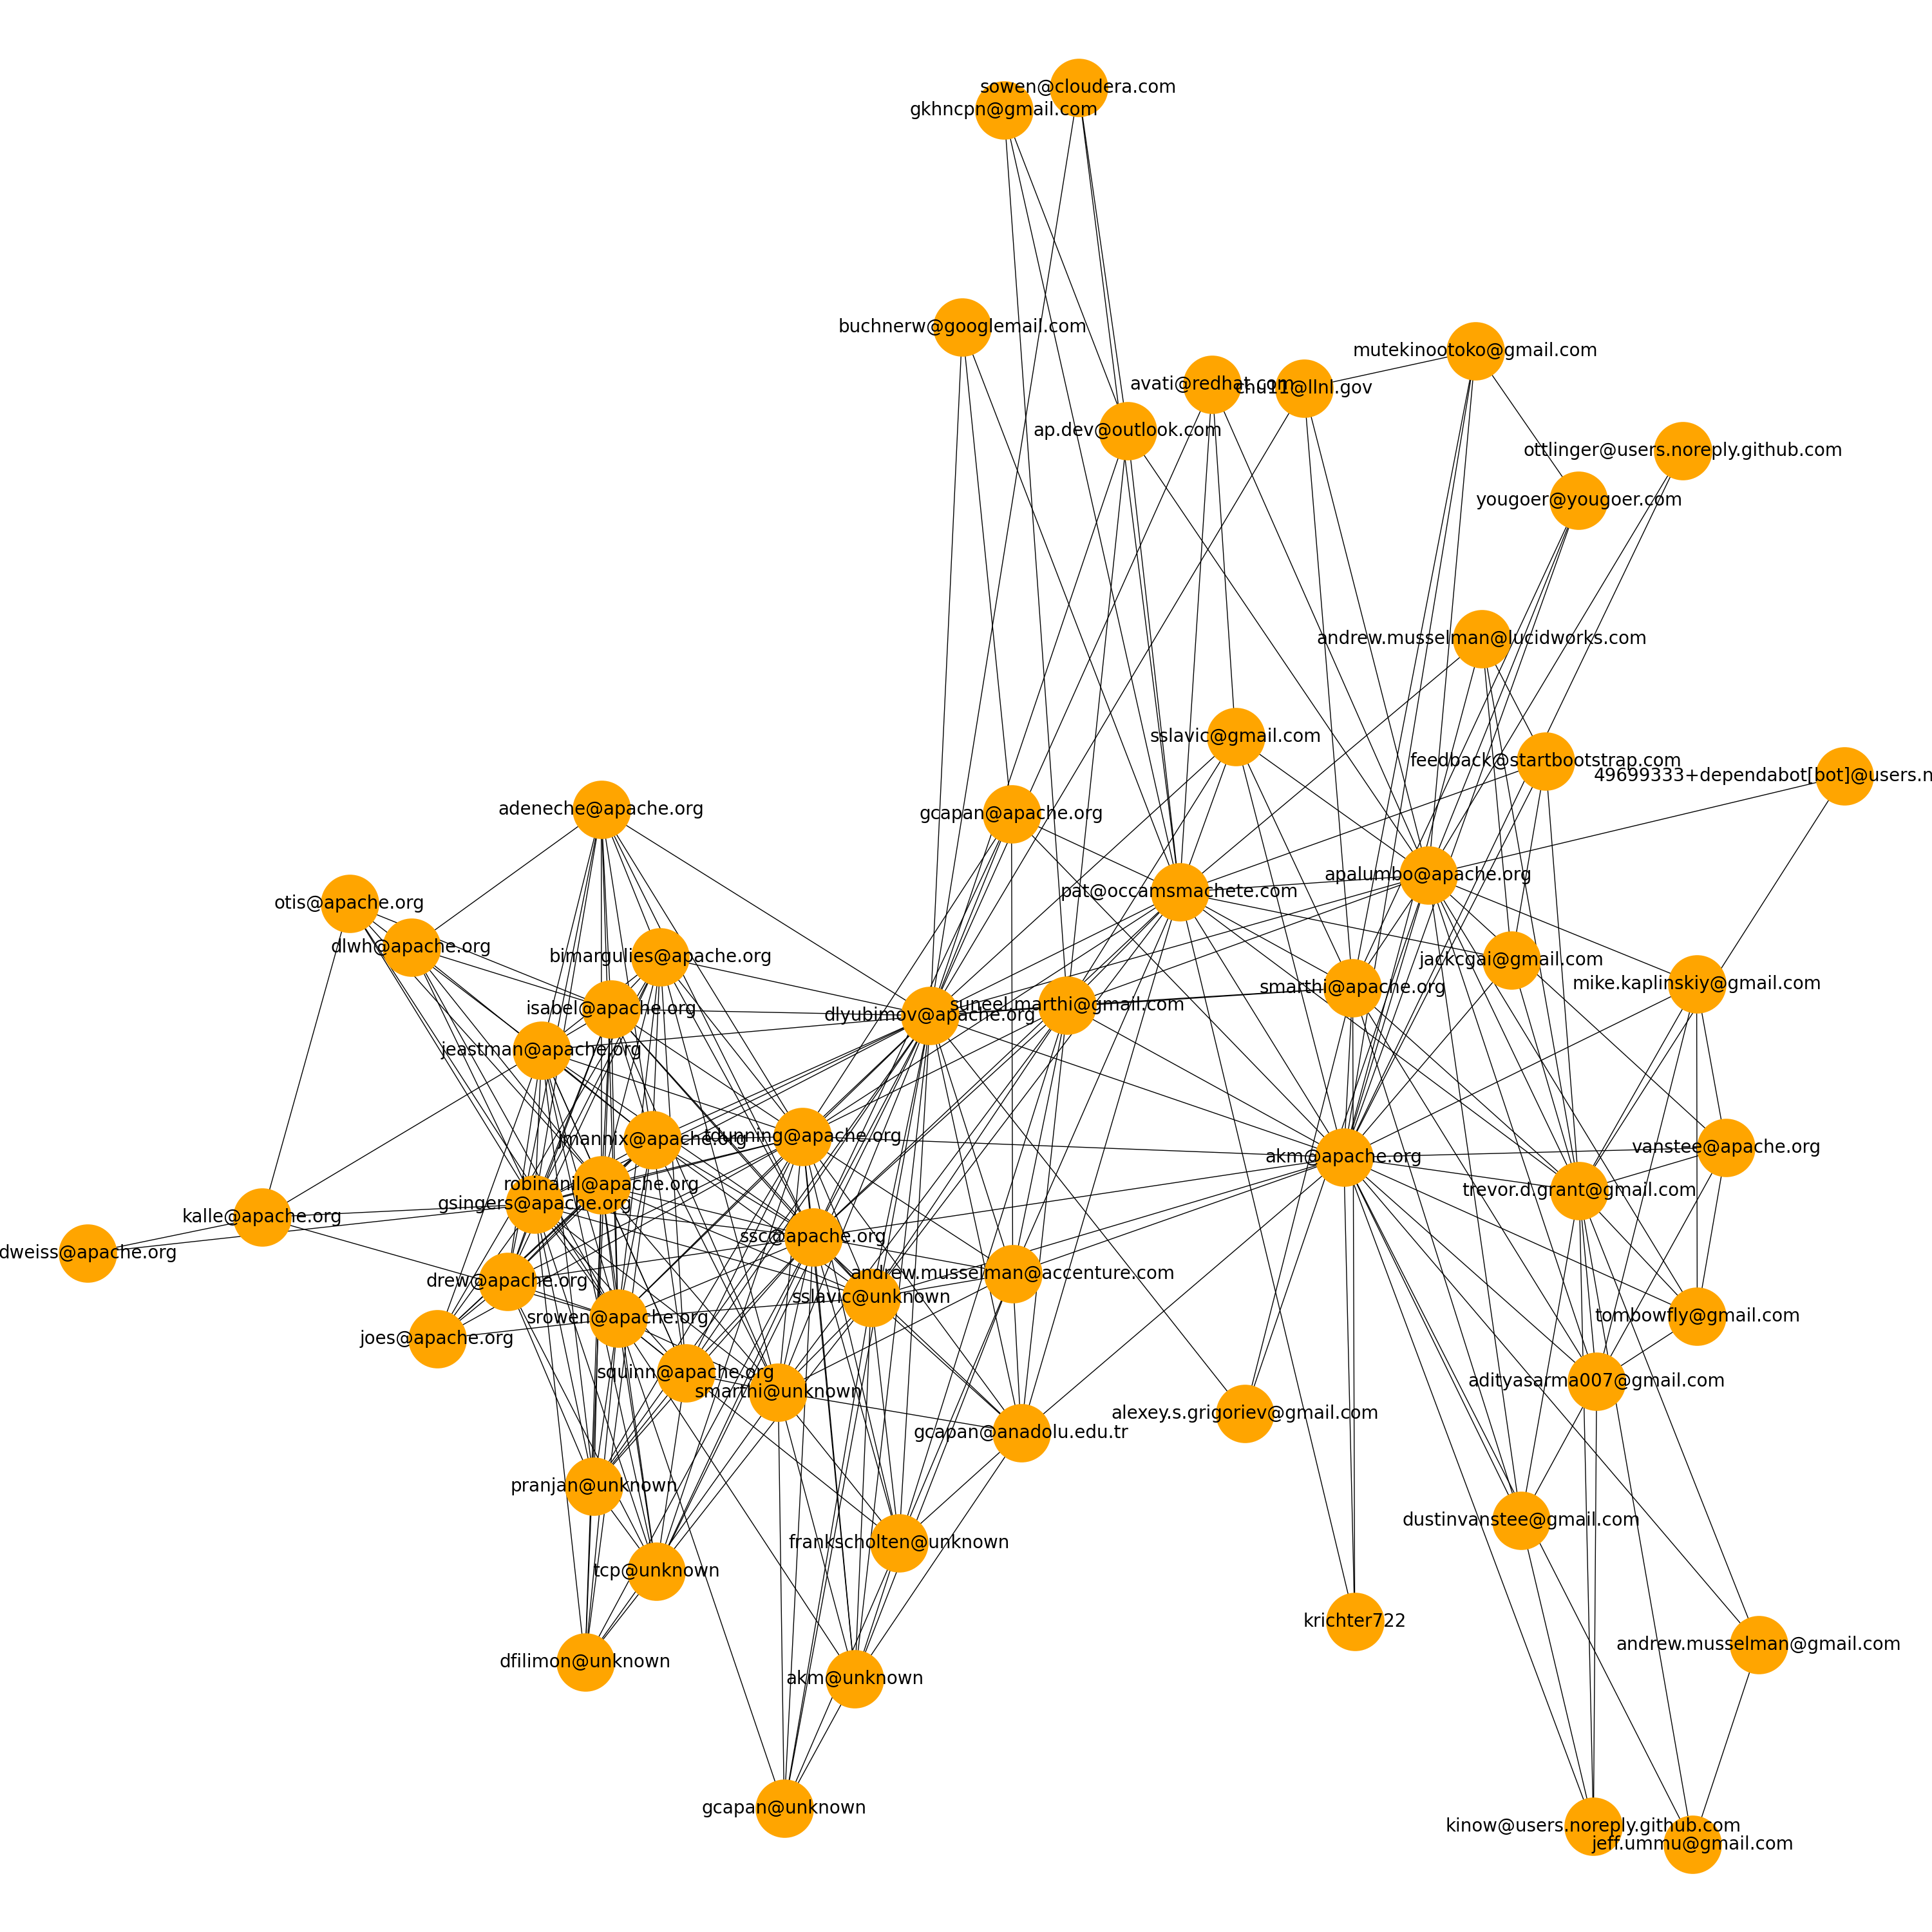 sowen@cloudera.com
gkhncpn@gmail.com
buchnerw@googlemail.com
mutekinootoko@gmail.com
avati@redhat.com
chu11@llnl.gov
ap.dev@outlook.com
ottlinger@users.noreply.github.com
yougoer@yougoer.com
andrew.musselman@lucidworks.com
sslavic@gmail.com
feedback@startbootstrap.com
49699333+dependabot[bot]@users.n
adeneche@apache.org
gcapan@apache.org
apalumbo@apache.org
pat@occamsmachete.com
otis@apache.org
dlwh@apache.org
bimargulies@apache.org
jackcgai@gmail.com
mike.kaplinskiy@gmail.com
smarthi@apache.org
isabel@apache.org
suneel.marthi@gmail.com
dlyubimov@apache.org
jeastman@apache.org
jmannix@apache.org
tdunning@apache.org
vanstee@apache.org
akm@apache.org
robinanil@apache.org
trevor.d.grant@gmail.com
gsingers@apache.org
kalle@apache.org
ssc@apache.org
dweiss@apache.org
andrew.musselman@accenture.com
drew@apache.org
sslavic@unknown
srowen@apache.org
tombowfly@gmail.com
joes@apache.org
squinn@apache.org
adityasarma007@gmail.com
smarthi@unknown
alexey.s.grigoriev@gmail.com
gcapan@anadolu.edu.tr
pranjan@unknown
dustinvanstee@gmail.com
frankscholten@unknown
tcp@unknown
krichter722
andrew.musselman@gmail.com
dfilimon@unknown
akm@unknown
gcapan@unknown
kinow@users.noreply.github.com
jeff.ummu@gmail.com